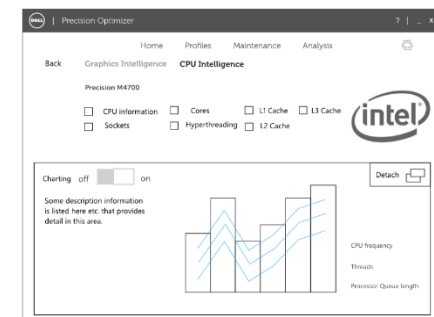 DELL | Precision Optimizer ? | _ x
Home Profiles Maintenance Analysis
Back Graphics Intelligence CPU Intelligence
Precision M4700
CPU information Cores L1 Cache L3 Cache
Sockets Hyperthreading L2 Cache
intel
Charting off on
Detach
Some description information
is listed here etc. that provides
detail in this area.
CPU frequency
Threads
Processor Queue length